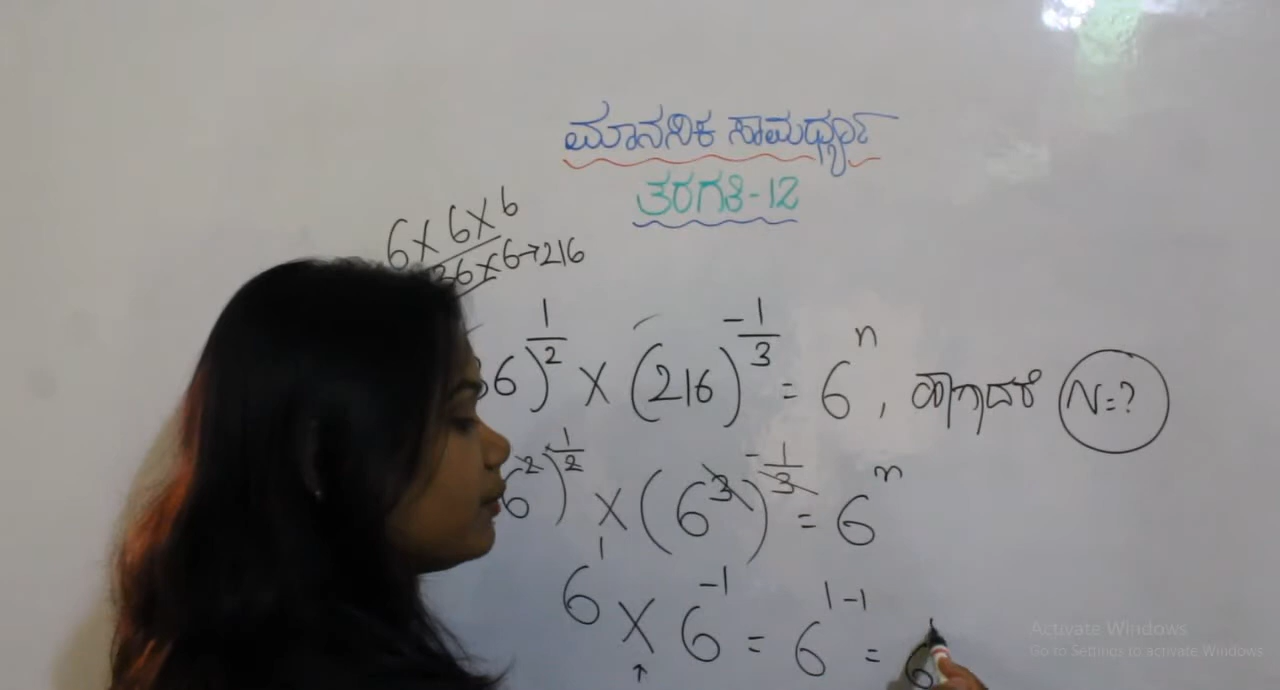 ಮಾನಸಿಕ ಸಾಮರ್ಥ್ಯ
ತರಗತಿ-12
6 × 6 × 6
36 × 6 → 216
36)^(1/2) × (216)^(-1/3) = 6^n, ಹಾಗಾದರೆ N=?
6^2)^(1/2) × (6^3)^(-1/3) = 6^n
6^1 × 6^-1 = 6^1-1 = 6
Activate Windows
Go to Settings to activate Windows.